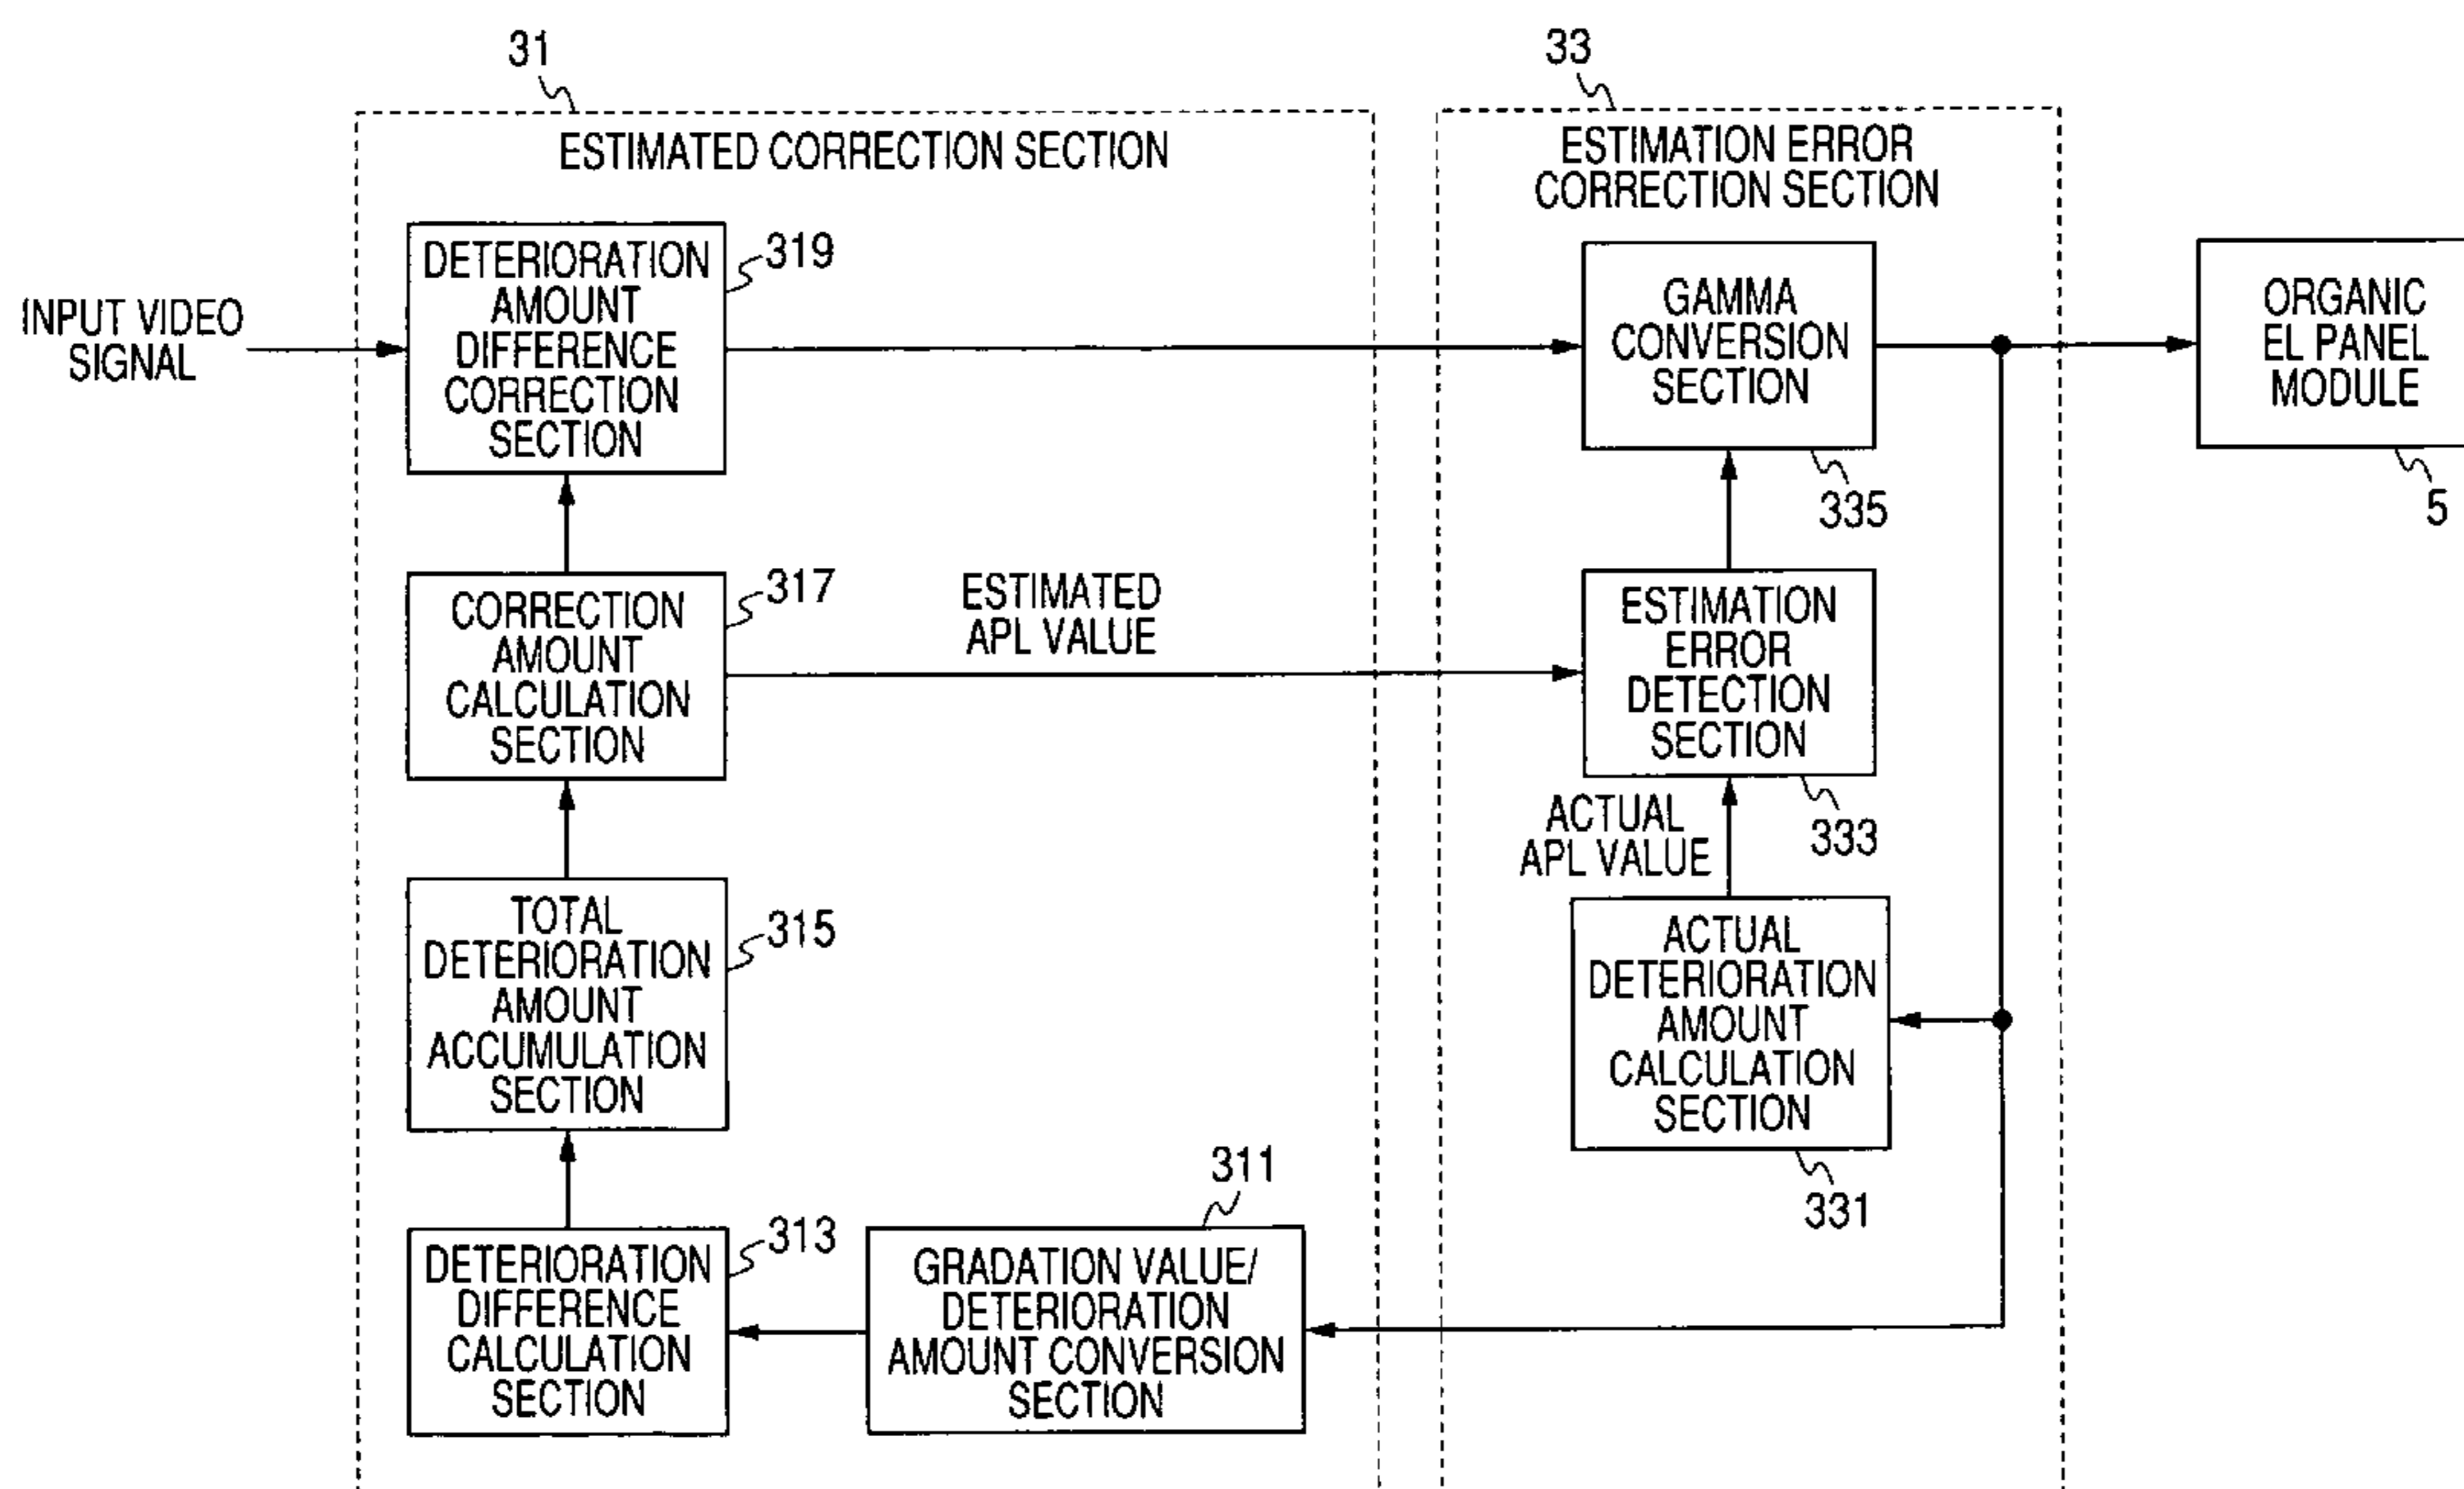 31
33
ESTIMATED CORRECTION SECTION
ESTIMATION ERROR
CORRECTION SECTION
INPUT VIDEO
SIGNAL
DETERIORATION
AMOUNT
DIFFERENCE
CORRECTION
SECTION
319
GAMMA
CONVERSION
SECTION
335
ORGANIC
EL PANEL
MODULE
5
CORRECTION
AMOUNT
CALCULATION
SECTION
317
ESTIMATED
APL VALUE
ESTIMATION
ERROR
DETECTION
SECTION
333
ACTUAL
APL VALUE
TOTAL
DETERIORATION
AMOUNT
ACCUMULATION
SECTION
315
ACTUAL
DETERIORATION
AMOUNT
CALCULATION
SECTION
331
DETERIORATION
DIFFERENCE
CALCULATION
SECTION
313
311
GRADATION VALUE/
DETERIORATION
AMOUNT CONVERSION
SECTION